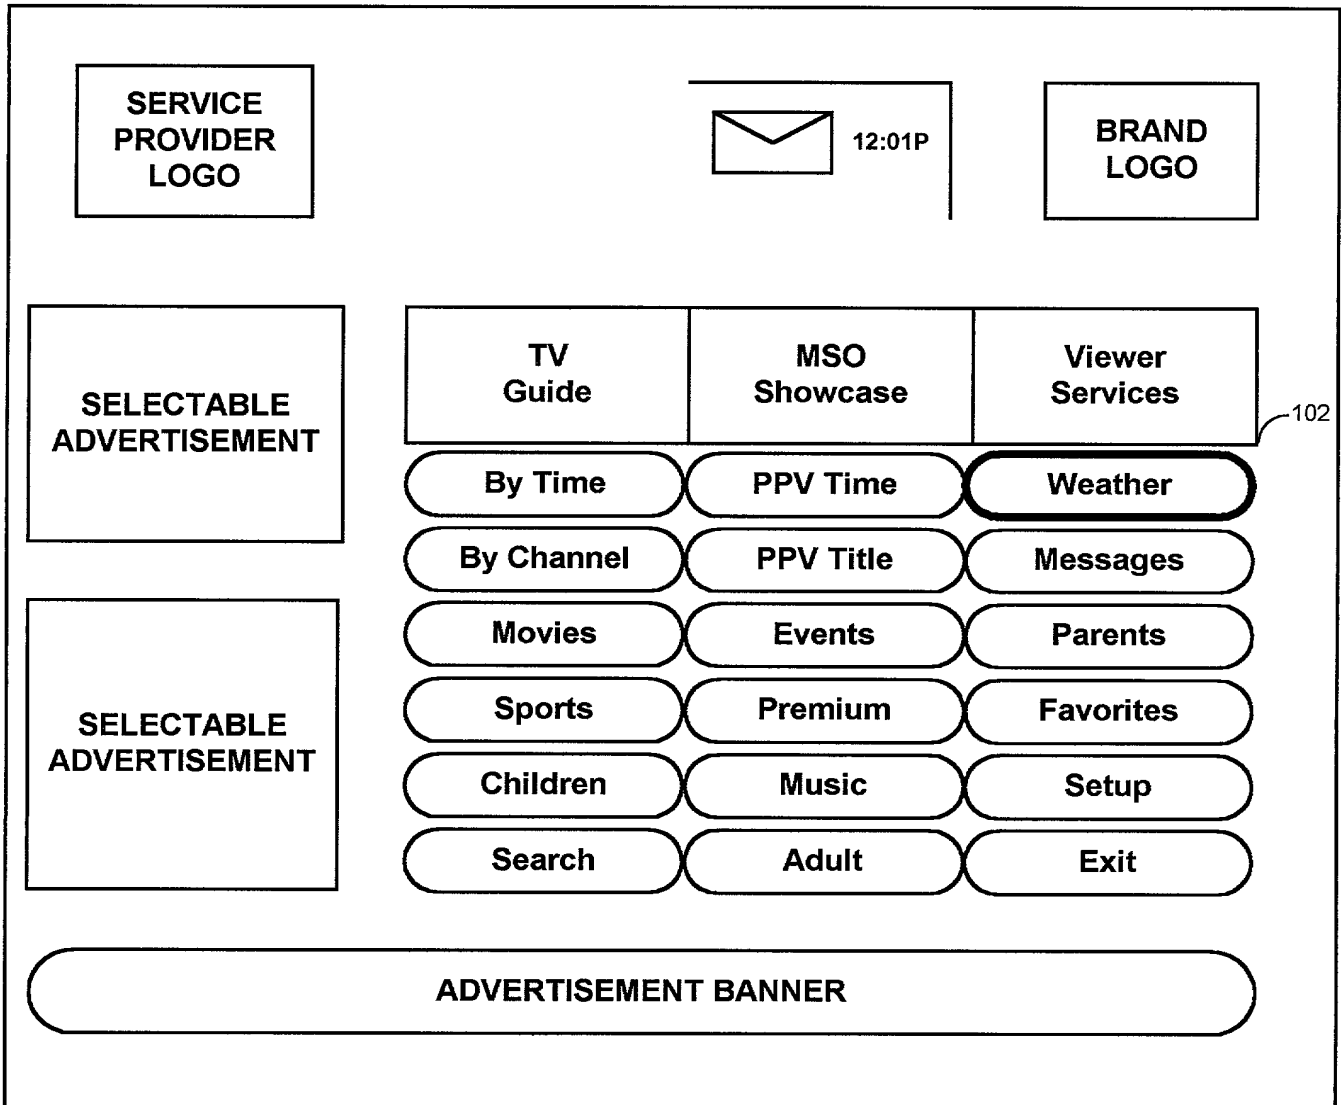 SERVICE
PROVIDER
LOGO
12:01P
BRAND
LOGO
SELECTABLE
ADVERTISEMENT
SELECTABLE
ADVERTISEMENT
TV
Guide
MSO
Showcase
Viewer
Services
102
By Time
PPV Time
Weather
By Channel
PPV Title
Messages
Movies
Events
Parents
Sports
Premium
Favorites
Children
Music
Setup
Search
Adult
Exit
ADVERTISEMENT BANNER